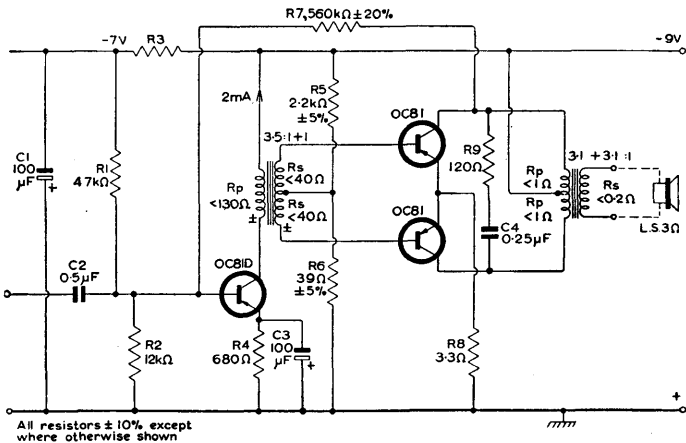 R7,560kΩ±20%
-7V
R3
-9V
2mA
R5
2.2kΩ
±5%
OC81
C1
100
μF
+
R1
47kΩ
3.5:1+1
R9
120Ω
3.1+3.1:1
Rp
<130Ω
±
Rs
<40Ω
Rs
<40Ω
±
Rp
<1Ω
Rp
<1Ω
Rs
<0.2Ω
L.S.3Ω
OC81
C4
0.25μF
C2
0.5μF
OC81D
R6
39Ω
±5%
R2
12kΩ
R4
680Ω
C3
100
μF
+
R8
3.3Ω
+
All resistors ±10% except
where otherwise shown